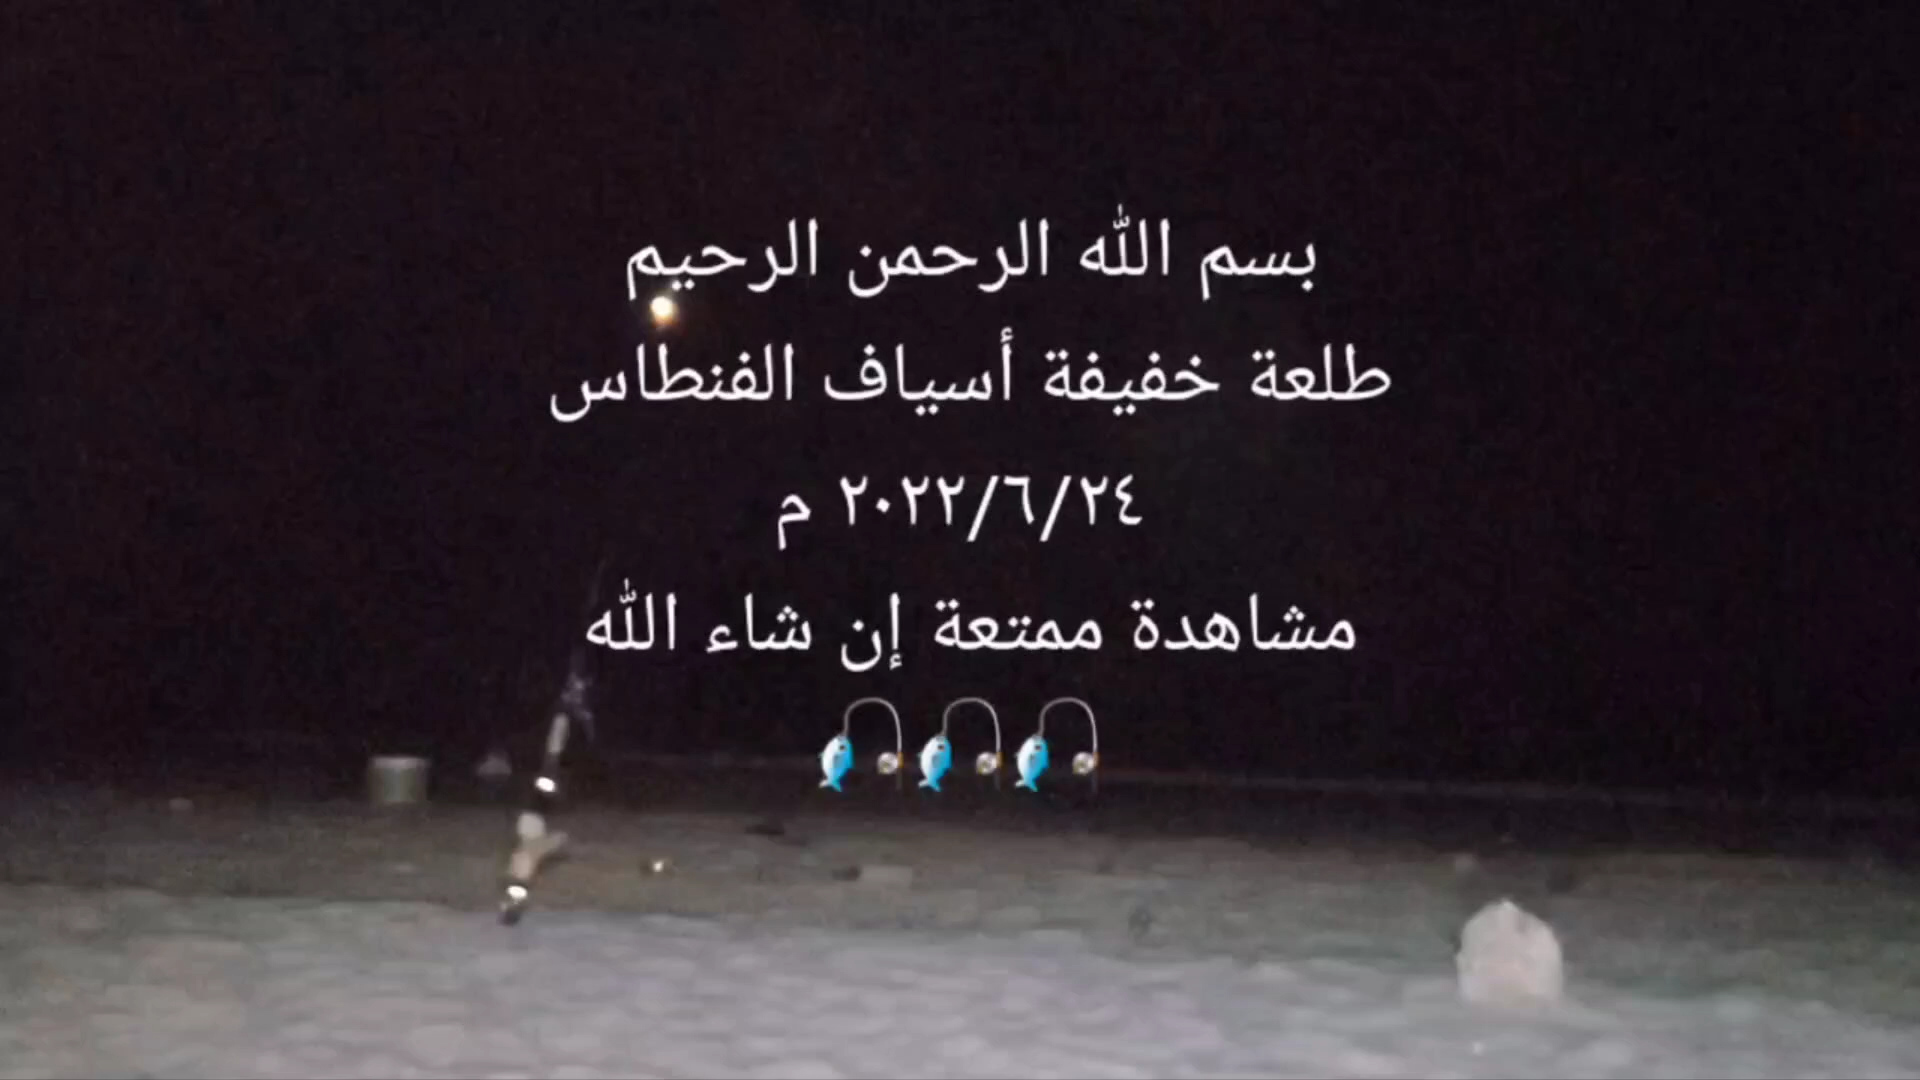 بسم الله الرحمن الرحيم
طلعة خفيفة أسياف الفنطاس
٢٠٢٢/٦/٢٤ م
مشاهدة ممتعة إن شاء الله
🎣🎣🎣